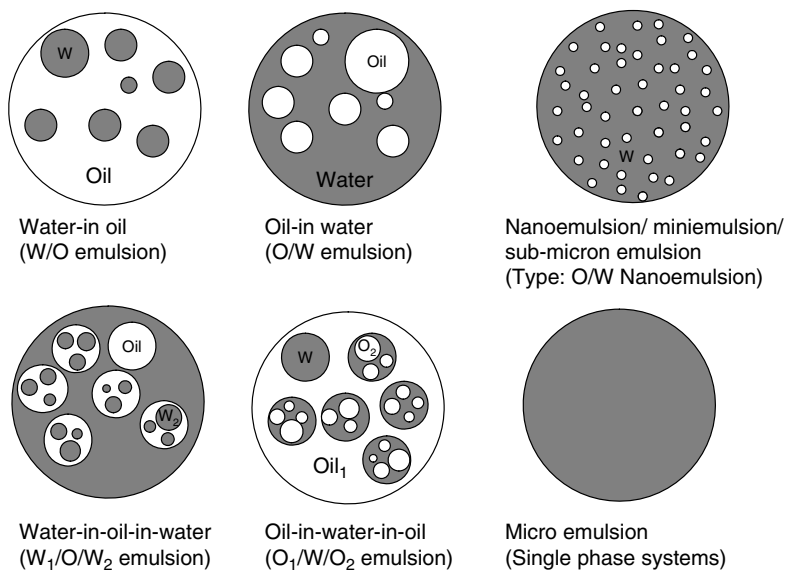 W
Oil
Water-in oil
(W/O emulsion)
Oil
Water
Oil-in water
(O/W emulsion)
W
Nanoemulsion/ miniemulsion/
sub-micron emulsion
(Type: O/W Nanoemulsion)
Oil
W₂
Water-in-oil-in-water
(W₁/O/W₂ emulsion)
W
O₂
Oil₁
Oil-in-water-in-oil
(O₁/W/O₂ emulsion)
Micro emulsion
(Single phase systems)